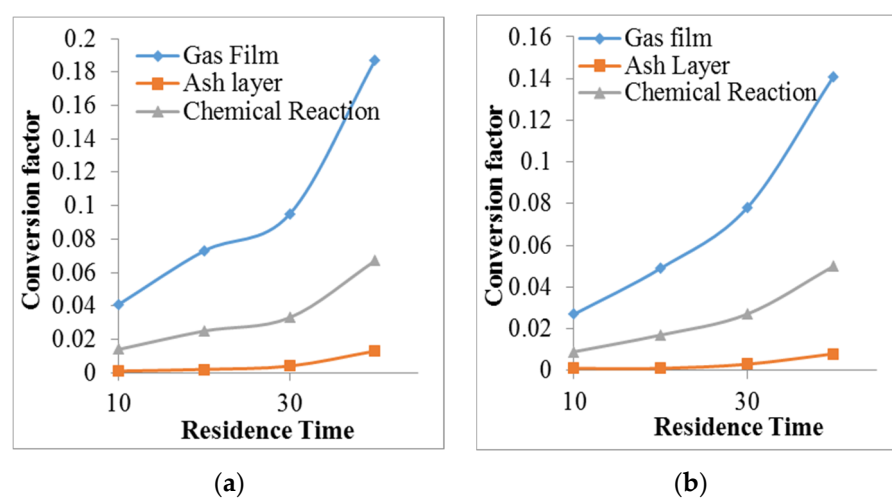 0.2
0.18
0.16
0.14
0.12
0.1
0.08
0.06
0.04
0.02
0
Conversion factor
Gas Film
Ash layer
Chemical Reaction
10
30
Residence Time
(a)
0.16
0.14
0.12
0.1
0.08
0.06
0.04
0.02
0
Conversion factor
Gas film
Ash Layer
Chemical Reaction
10
30
Residence Time
(b)